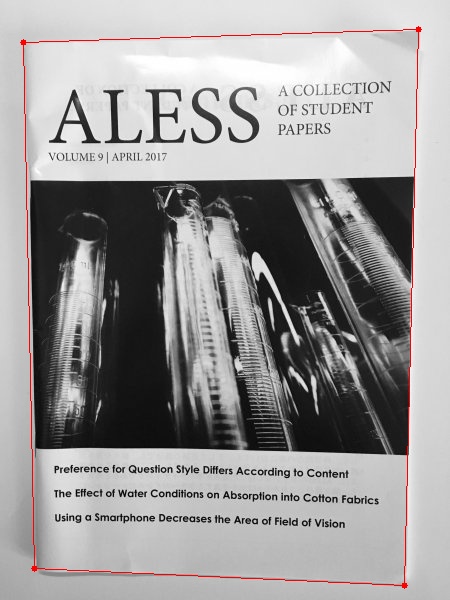 ALESS
A COLLECTION
OF STUDENT
PAPERS
VOLUME 9 | APRIL 2017
Preference for Question Style Differs According to Content
The Effect of Water Conditions on Absorption into Cotton Fabrics
Using a Smartphone Decreases the Area of Field of Vision